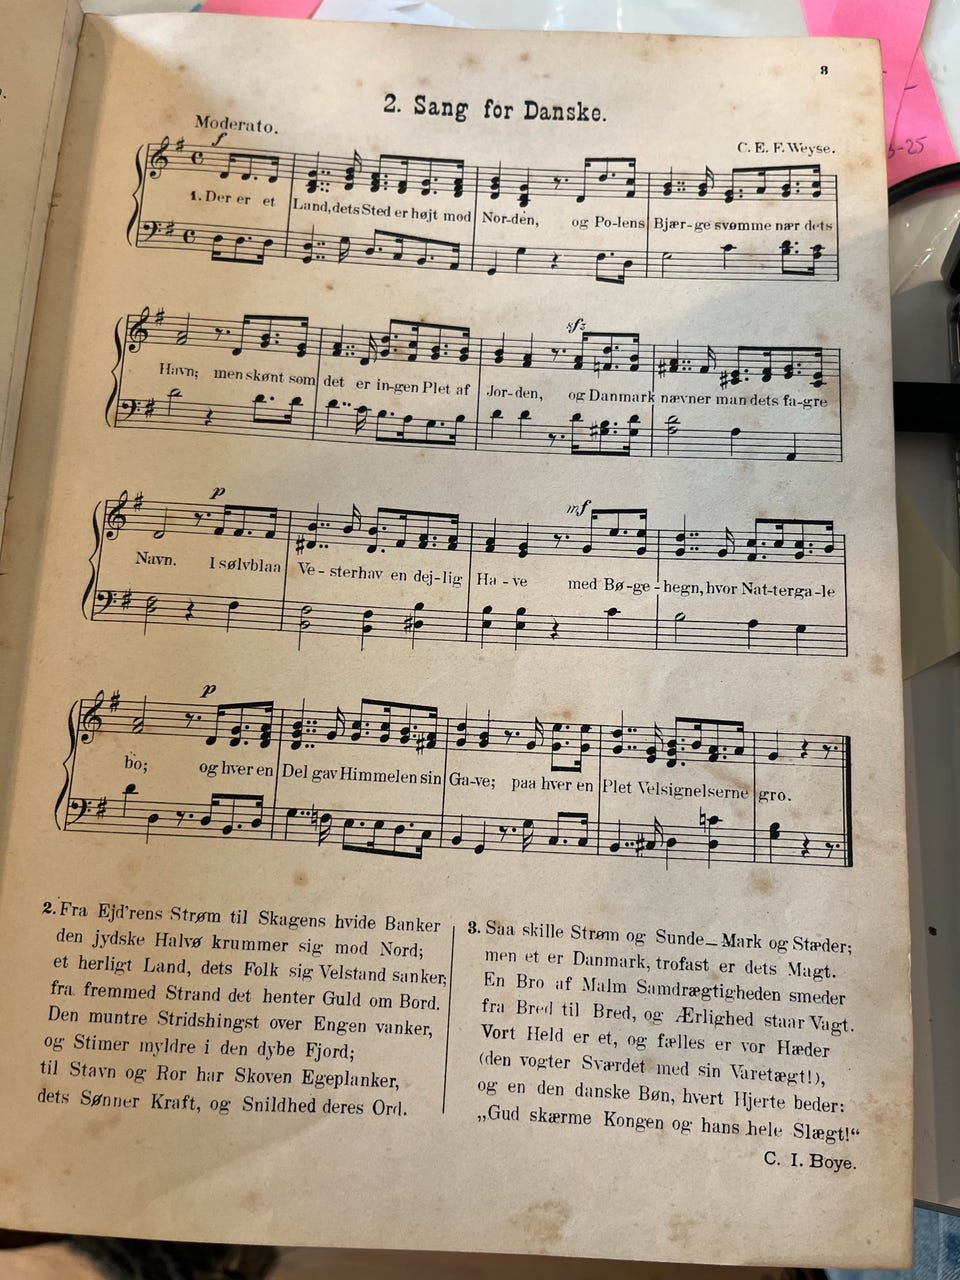 3
2. Sang for Danske.
Moderato.
C. E. F. Weyse.
f
1. Der er et Land, dets Sted er højt mod Nor-den, og Po-lens Bjær-ge svømme nær dets
sfz
Havn; men skønt som det er in-gen Plet af Jor-den, og Danmark nævner man dets fa-gre
p mf
Navn. I sølvblaa Ve-sterhav en dej-lig Ha-ve med Bø-ge-hegn, hvor Nat-terga-le
p
bo; og hver en Del gav Himmelen sin Ga-ve; paa hver en Plet Velsignelserne gro.
2. Fra Ejd'rens Strøm til Skagens hvide Banker
den jydske Halvø krummer sig mod Nord;
et herligt Land, dets Folk sig Velstand sanker,
fra fremmed Strand det henter Guld om Bord.
Den muntre Stridshingst over Engen vanker,
og Stimer myldre i den dybe Fjord;
til Stavn og Ror har Skoven Egeplanker,
dets Sønner Kraft, og Snildhed deres Ord.
3. Saa skille Strøm og Sunde_Mark og Stæder;
men et er Danmark, trofast er dets Magt.
En Bro af Malm Samdrægtigheden smeder
fra Bred til Bred, og Ærlighed staar Vagt.
Vort Held er et, og fælles er vor Hæder
(den vogter Sværdet med sin Varetægt!),
og en den danske Bøn, hvert Hjerte beder:
„Gud skærme Kongen og hans hele Slægt!“
C. I. Boye.